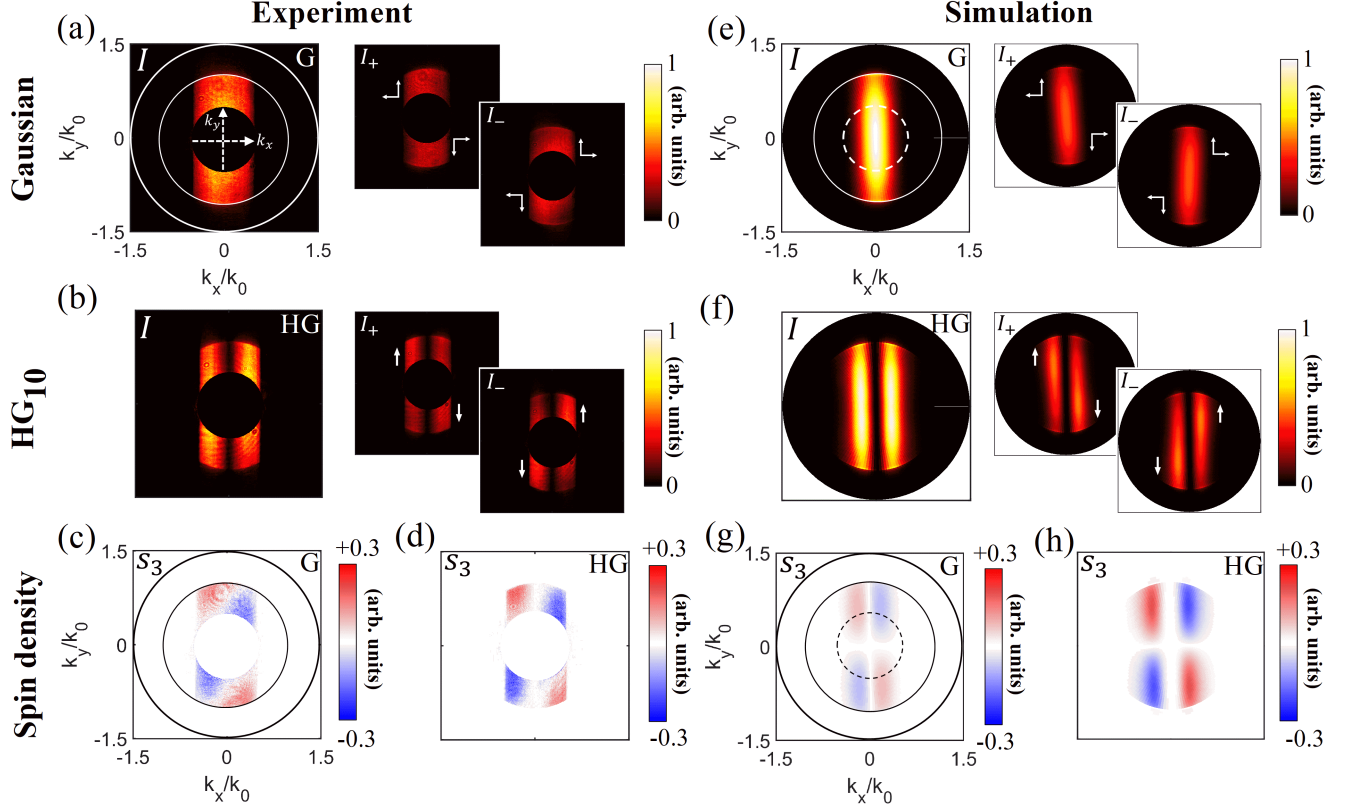 Experiment
Simulation
Gaussian
HG10
Spin density
(a)
I
G
ky
kx
1.5
0
-1.5
ky/k0
-1.5 0 1.5
kx/k0
I+
I−
1
0
(arb. units)
(e)
I
G
1.5
0
-1.5
ky/k0
-1.5 0 1.5
kx/k0
I+
I−
1
0
(arb. units)
(b)
I
HG
I+
I−
1
0
(arb. units)
(f)
I
HG
I+
I−
1
0
(arb. units)
(c)
s3
G
1.5
0
-1.5
ky/k0
-1.5 0 1.5
kx/k0
+0.3
-0.3
(arb. units)
(d)
s3
HG
+0.3
-0.3
(arb. units)
(g)
s3
G
1.5
0
-1.5
ky/k0
-1.5 0 1.5
kx/k0
+0.3
-0.3
(arb. units)
(h)
s3
HG
+0.3
-0.3
(arb. units)